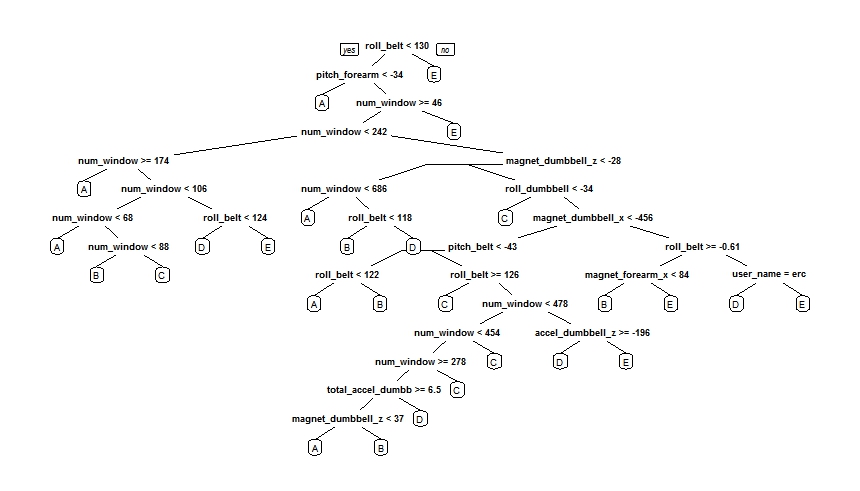 yes roll_belt < 130 no
pitch_forearm < -34 E
A num_window >= 46
num_window < 242 E
num_window >= 174 magnet_dumbbell_z < -28
A num_window < 106 num_window < 686 roll_dumbbell < -34
num_window < 68 roll_belt < 124 A roll_belt < 118 C magnet_dumbbell_x < -456
A num_window < 88 D E B D pitch_belt < -43 roll_belt >= -0.61
B C roll_belt < 122 roll_belt >= 126 magnet_forearm_x < 84 user_name = erc
A B C num_window < 478 B E D E
num_window < 454 accel_dumbbell_z >= -196
num_window >= 278 C D E
total_accel_dumbb >= 6.5 C
magnet_dumbbell_z < 37 D
A B